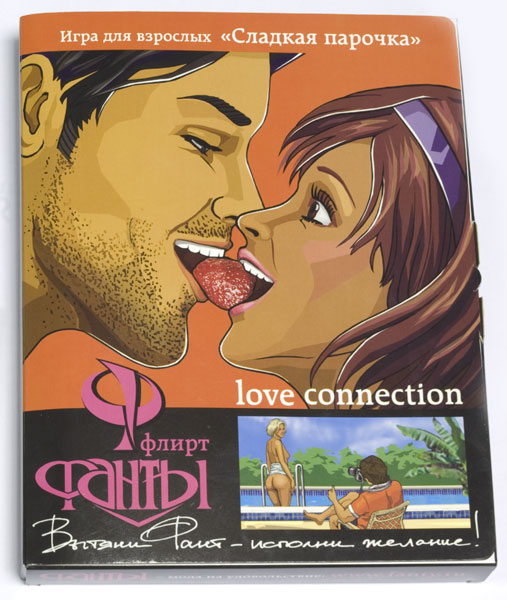 Игра для взрослых «Сладкая парочка»
love connection
флирт
Фанты
Вытяни Фант - исполни желание!